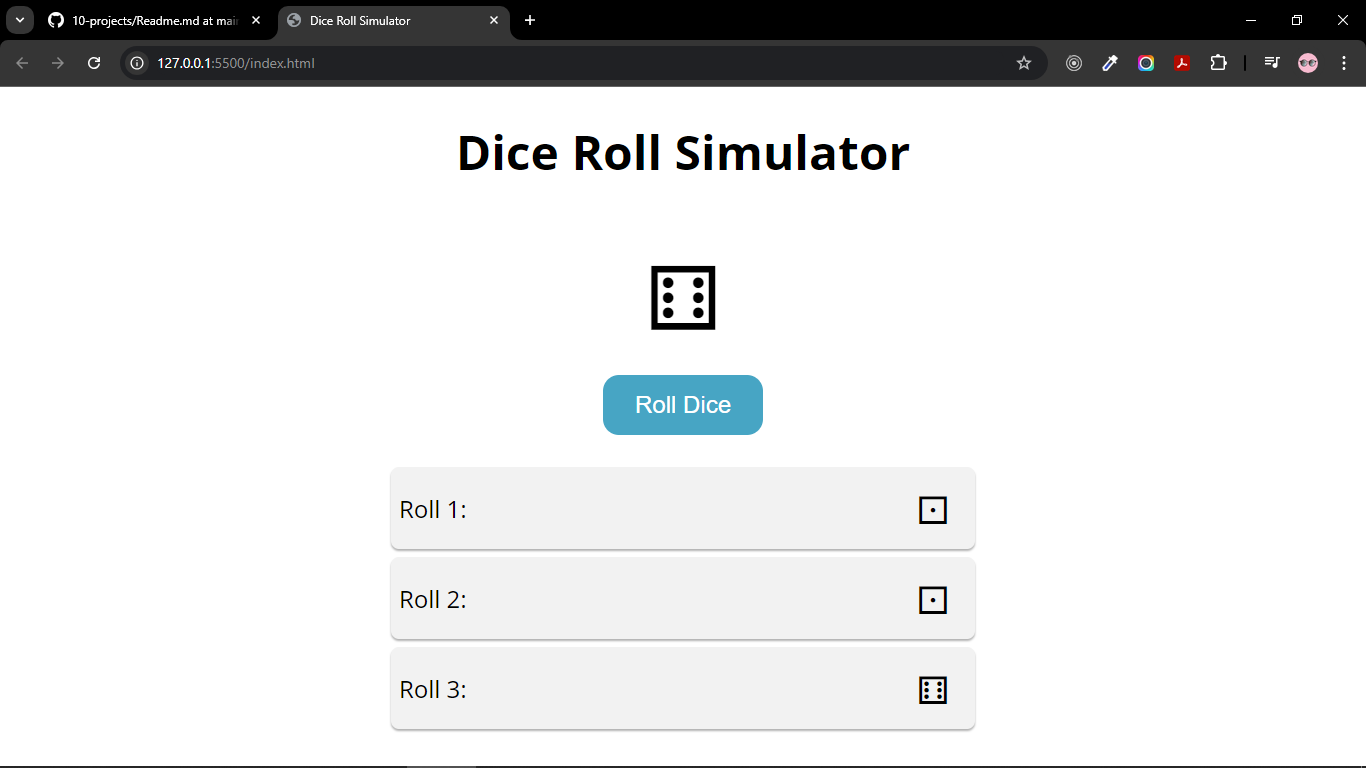 10-projects/Readme.md at mai
Dice Roll Simulator
127.0.0.1:5500/index.html
Dice Roll Simulator
Roll Dice
Roll 1:
Roll 2:
Roll 3: